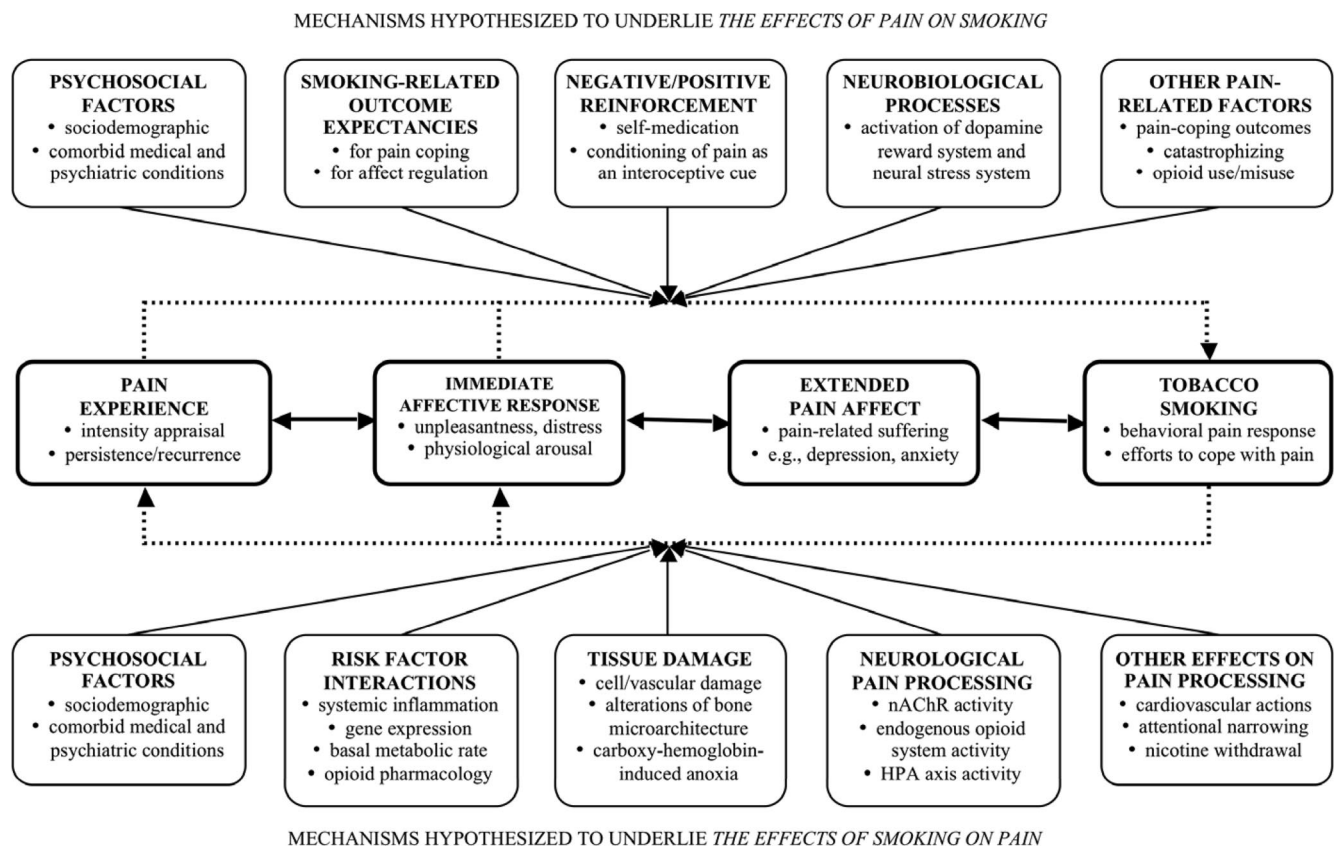 MECHANISMS HYPOTHESIZED TO UNDERLIE THE EFFECTS OF PAIN ON SMOKING
PSYCHOSOCIAL
FACTORS
• sociodemographic
• comorbid medical and
psychiatric conditions
SMOKING-RELATED
OUTCOME
EXPECTANCIES
• for pain coping
• for affect regulation
NEGATIVE/POSITIVE
REINFORCEMENT
• self-medication
• conditioning of pain as
an interoceptive cue
NEUROBIOLOGICAL
PROCESSES
• activation of dopamine
reward system and
neural stress system
OTHER PAIN-
RELATED FACTORS
• pain-coping outcomes
• catastrophizing
• opioid use/misuse
PAIN
EXPERIENCE
• intensity appraisal
• persistence/recurrence
IMMEDIATE
AFFECTIVE RESPONSE
• unpleasantness, distress
• physiological arousal
EXTENDED
PAIN AFFECT
• pain-related suffering
• e.g., depression, anxiety
TOBACCO
SMOKING
• behavioral pain response
• efforts to cope with pain
PSYCHOSOCIAL
FACTORS
• sociodemographic
• comorbid medical and
psychiatric conditions
RISK FACTOR
INTERACTIONS
• systemic inflammation
• gene expression
• basal metabolic rate
• opioid pharmacology
TISSUE DAMAGE
• cell/vascular damage
• alterations of bone
microarchitecture
• carboxy-hemoglobin-
induced anoxia
NEUROLOGICAL
PAIN PROCESSING
• nAChR activity
• endogenous opioid
system activity
• HPA axis activity
OTHER EFFECTS ON
PAIN PROCESSING
• cardiovascular actions
• attentional narrowing
• nicotine withdrawal
MECHANISMS HYPOTHESIZED TO UNDERLIE THE EFFECTS OF SMOKING ON PAIN